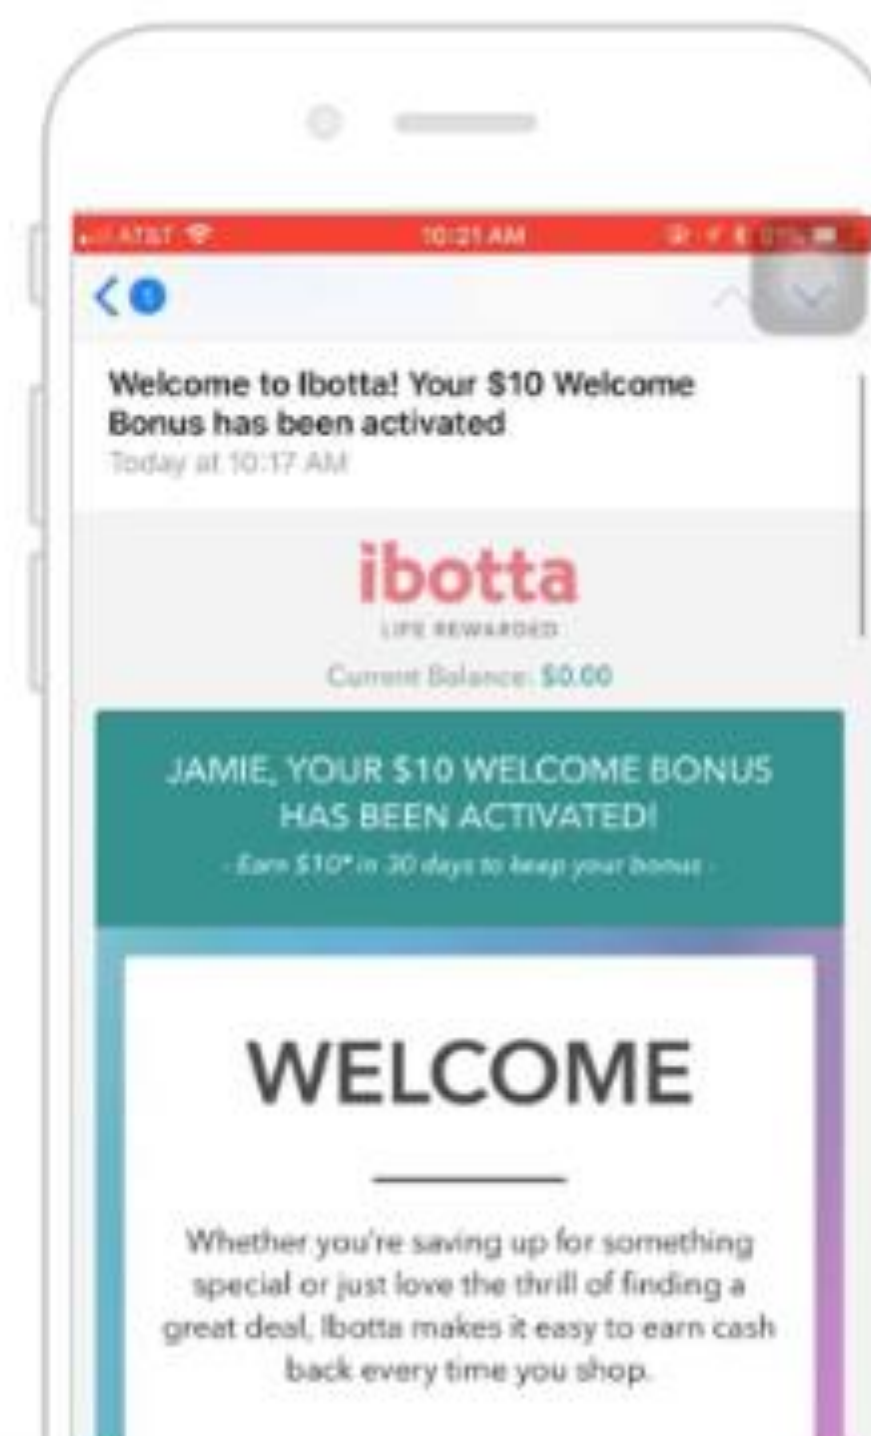 AT&T 10:21 AM
1
Welcome to Ibotta! Your $10 Welcome
Bonus has been activated
Today at 10:17 AM
ibotta
LIFE REWARDED
Current Balance: $0.00
JAMIE, YOUR $10 WELCOME BONUS
HAS BEEN ACTIVATED!
- Earn $10* in 30 days to keep your bonus -
WELCOME
Whether you're saving up for something
special or just love the thrill of finding a
great deal, Ibotta makes it easy to earn cash
back every time you shop.